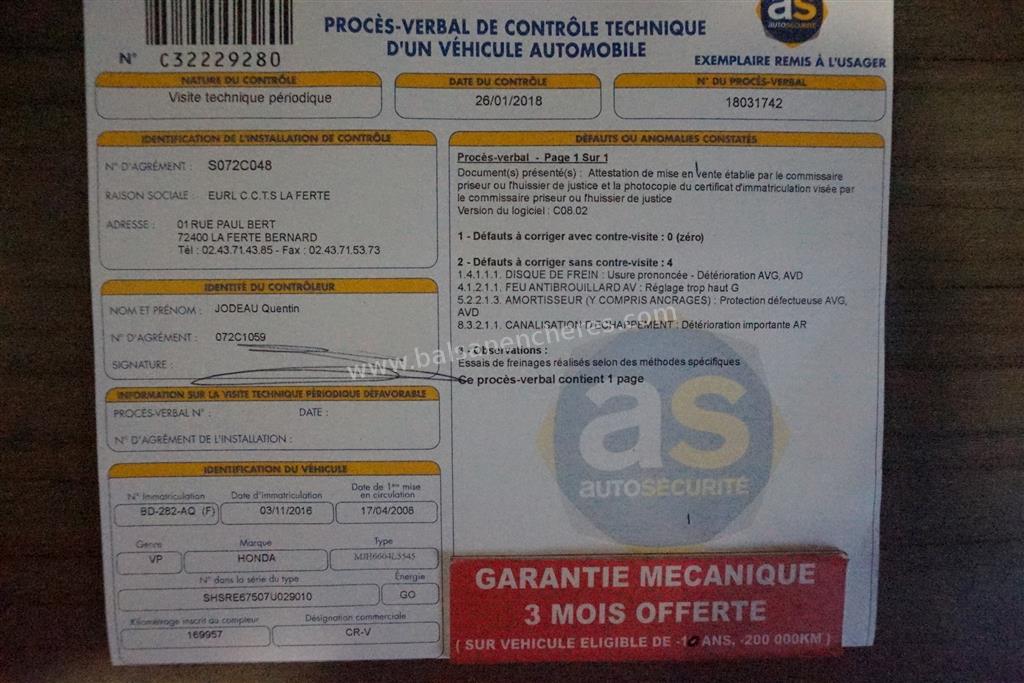 PROCÈS-VERBAL DE CONTRÔLE TECHNIQUE
D'UN VÉHICULE AUTOMOBILE
as
AUTOSÉCURITÉ
N° C32229280
EXEMPLAIRE REMIS À L'USAGER
NATURE DU CONTRÔLE
Visite technique périodique
DATE DU CONTRÔLE
26/01/2018
N° DU PROCÈS-VERBAL
18031742
IDENTIFICATION DE L'INSTALLATION DE CONTRÔLE
N° D'AGRÉMENT : S072C048
RAISON SOCIALE : EURL C.C.T.S LA FERTE
ADRESSE : 01 RUE PAUL BERT
72400 LA FERTE BERNARD
Tél : 02.43.71.43.85 - Fax : 02.43.71.53.73
IDENTITÉ DU CONTRÔLEUR
NOM ET PRÉNOM : JODEAU Quentin
N° D'AGRÉMENT : 072C1059
SIGNATURE :
INFORMATION SUR LA VISITE TECHNIQUE PÉRIODIQUE DÉFAVORABLE
PROCÈS-VERBAL N° : DATE :
N° D'AGRÉMENT DE L'INSTALLATION :
IDENTIFICATION DU VÉHICULE
N° Immatriculation
BD-282-AQ (F)
Date d'immatriculation
03/11/2016
Date de 1ère mise
en circulation
17/04/2008
Genre
VP
Marque
HONDA
Type
MJH6604L5545
N° dans la série du type
SHSRE67507U029010
Énergie
GO
Kilométrage inscrit au compteur
169957
Désignation commerciale
CR-V
DÉFAUTS OU ANOMALIES CONSTATÉS
Procès-verbal - Page 1 Sur 1
Document(s) présenté(s) : Attestation de mise en vente établie par le commissaire
priseur ou l'huissier de justice et la photocopie du certificat d'immatriculation visée par
le commissaire priseur ou l'huissier de justice
Version du logiciel : C08.02
1 - Défauts à corriger avec contre-visite : 0 (zéro)
2 - Défauts à corriger sans contre-visite : 4
1.4.1.1.1. DISQUE DE FREIN : Usure prononcée - Détérioration AVG, AVD
4.1.2.1.1. FEU ANTIBROUILLARD AV : Réglage trop haut G
5.2.2.1.3. AMORTISSEUR (Y COMPRIS ANCRAGES) : Protection défectueuse AVG,
AVD
8.3.2.1.1. CANALISATION D'ECHAPPEMENT : Détérioration importante AR
3 - Observations :
Essais de freinages réalisés selon des méthodes spécifiques
Ce procès-verbal contient 1 page
as
AUTOSÉCURITÉ
www.balsanencheres.com
GARANTIE MECANIQUE
3 MOIS OFFERTE
( SUR VEHICULE ELIGIBLE DE -10 ANS, -200 000KM )